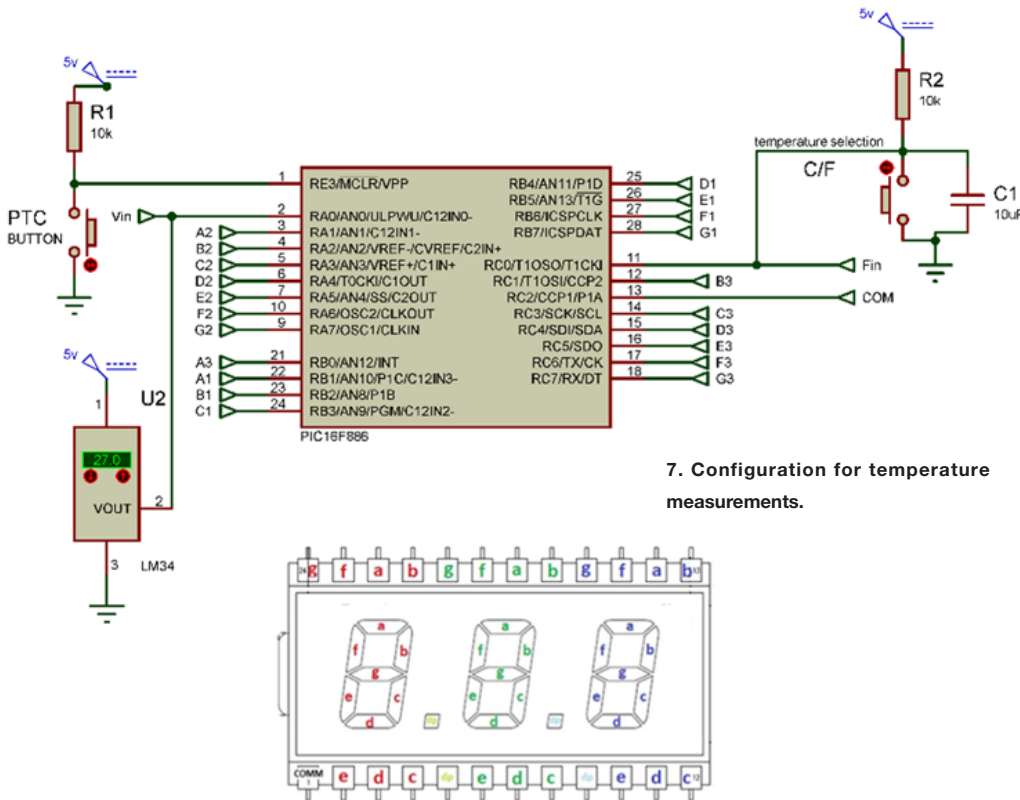 5v
R1
10k
PTC
BUTTON
Vin
A2
B2
C2
D2
E2
F2
G2
A3
A1
B1
C1
1
2
3
4
5
6
7
10
9
21
22
23
24
RE3/MCLR/VPP
RA0/AN0/ULPWU/C12IN0-
RA1/AN1/C12IN1-
RA2/AN2/VREF-/CVREF/C2IN+
RA3/AN3/VREF+/C1IN+
RA4/T0CKI/C1OUT
RA5/AN4/SS/C2OUT
RA6/OSC2/CLKOUT
RA7/OSC1/CLKIN
RB0/AN12/INT
RB1/AN10/P1C/C12IN3-
RB2/AN8/P1B
RB3/AN9/PGM/C12IN2-
RB4/AN11/P1D
RB5/AN13/T1G
RB6/ICSPCLK
RB7/ICSPDAT
RC0/T1OSO/T1CKI
RC1/T1OSI/CCP2
RC2/CCP1/P1A
RC3/SCK/SCL
RC4/SDI/SDA
RC5/SDO
RC6/TX/CK
RC7/RX/DT
25
26
27
28
11
12
13
14
15
16
17
18
D1
E1
F1
G1
Fin
B3
COM
C3
D3
E3
F3
G3
PIC16F886
5v
R2
10k
temperature selection
C/F
C1
10uF
5v
1
U2
27.0
VOUT
2
3
LM34
7. Configuration for temperature
measurements.
24 g f a b g f a b g f a b 13
a a a
f b f b f b
g g g
e c e c e c
d dp d dp d
COMM
1 e d c dp e d c dp e d c 12